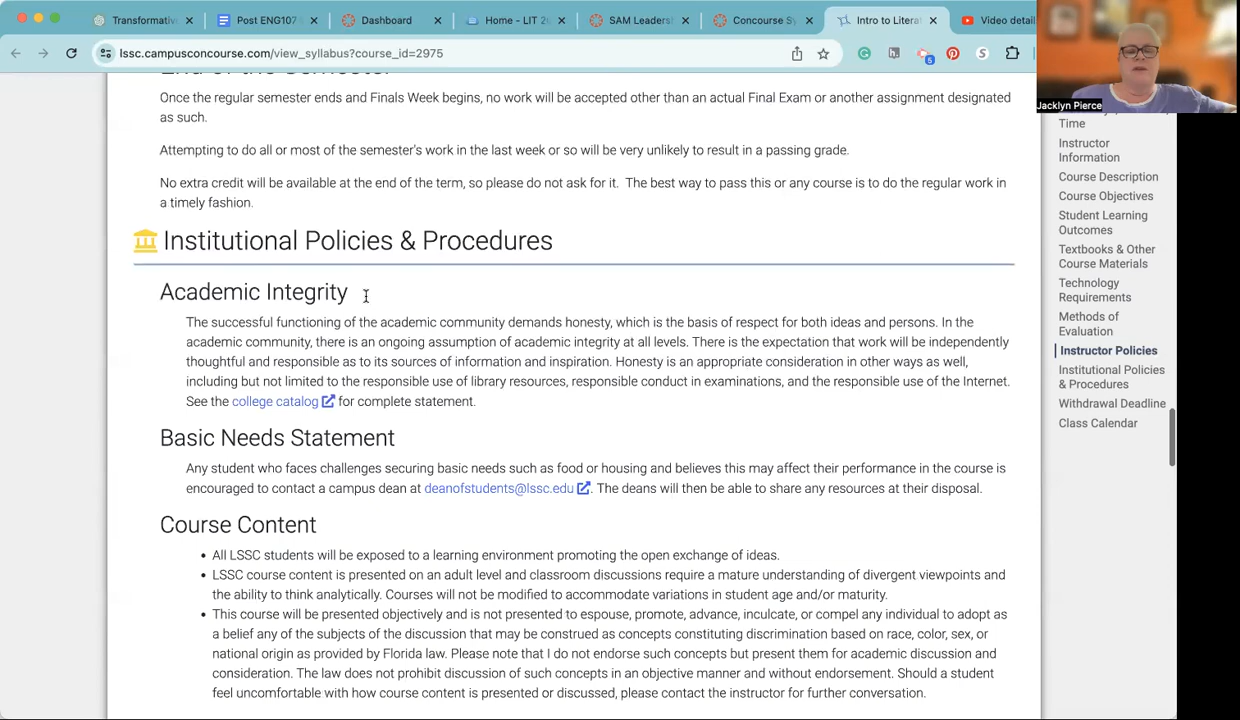 Transformativ
Post ENG107
Dashboard
Home - LIT 2
SAM Leaders
Concourse Sy
Intro to Litera
Video detail
lssc.campusconcourse.com/view_syllabus?course_id=2975
5
Jacklyn Pierce
End of the Semester
Once the regular semester ends and Finals Week begins, no work will be accepted other than an actual Final Exam or another assignment designated
as such.
Attempting to do all or most of the semester's work in the last week or so will be very unlikely to result in a passing grade.
No extra credit will be available at the end of the term, so please do not ask for it. The best way to pass this or any course is to do the regular work in
a timely fashion.
Institutional Policies & Procedures
Academic Integrity
The successful functioning of the academic community demands honesty, which is the basis of respect for both ideas and persons. In the
academic community, there is an ongoing assumption of academic integrity at all levels. There is the expectation that work will be independently
thoughtful and responsible as to its sources of information and inspiration. Honesty is an appropriate consideration in other ways as well,
including but not limited to the responsible use of library resources, responsible conduct in examinations, and the responsible use of the Internet.
See the college catalog for complete statement.
Basic Needs Statement
Any student who faces challenges securing basic needs such as food or housing and believes this may affect their performance in the course is
encouraged to contact a campus dean at deanofstudents@lssc.edu. The deans will then be able to share any resources at their disposal.
Course Content
• All LSSC students will be exposed to a learning environment promoting the open exchange of ideas.
• LSSC course content is presented on an adult level and classroom discussions require a mature understanding of divergent viewpoints and
the ability to think analytically. Courses will not be modified to accommodate variations in student age and/or maturity.
• This course will be presented objectively and is not presented to espouse, promote, advance, inculcate, or compel any individual to adopt as
a belief any of the subjects of the discussion that may be construed as concepts constituting discrimination based on race, color, sex, or
national origin as provided by Florida law. Please note that I do not endorse such concepts but present them for academic discussion and
consideration. The law does not prohibit discussion of such concepts in an objective manner and without endorsement. Should a student
feel uncomfortable with how course content is presented or discussed, please contact the instructor for further conversation.
Time
Instructor
Information
Course Description
Course Objectives
Student Learning
Outcomes
Textbooks & Other
Course Materials
Technology
Requirements
Methods of
Evaluation
Instructor Policies
Institutional Policies
& Procedures
Withdrawal Deadline
Class Calendar